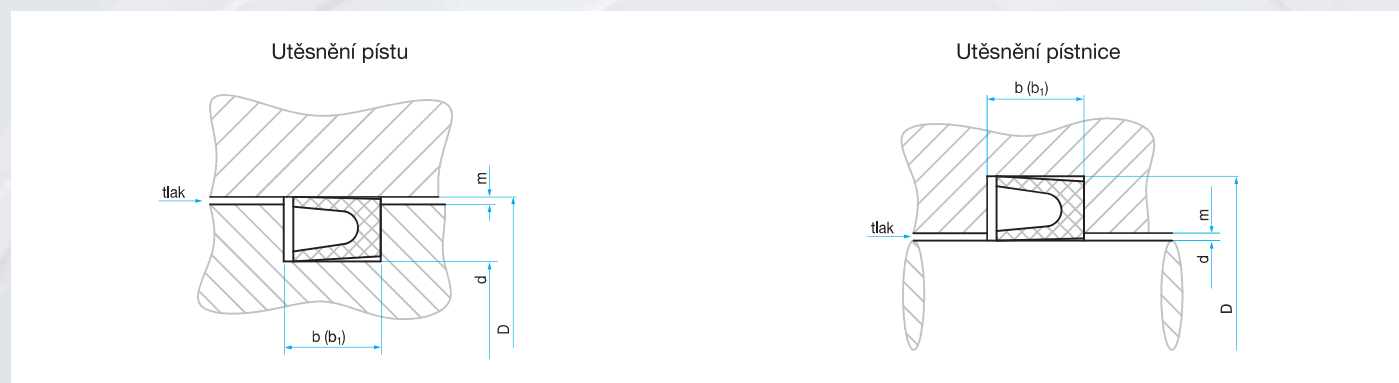 Utěsnění pístu
tlak
m
d
D
b (b₁)
Utěsnění pístnice
b (b₁)
tlak
m
d
D